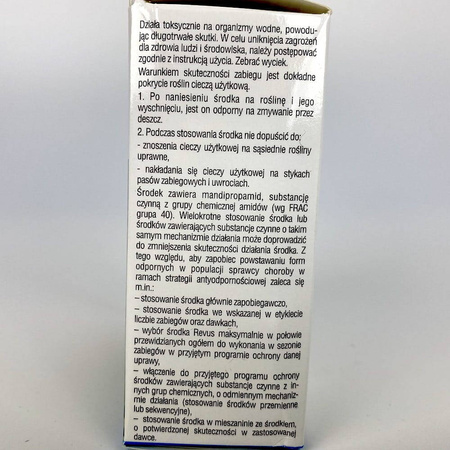 Działa toksycznie na organizmy wodne, powodu-
jąc długotrwałe skutki. W celu uniknięcia zagrożeń
dla zdrowia ludzi i środowiska, należy postępować
zgodnie z instrukcją użycia. Zebrać wyciek.
Warunkiem skuteczności zabiegu jest dokładne
pokrycie roślin cieczą użytkową.
1. Po naniesieniu środka na roślinę i jego
wyschnięciu, jest on odporny na zmywanie przez
deszcz.
2. Podczas stosowania środka nie dopuścić do;
- znoszenia cieczy użytkowej na sąsiednie rośliny
uprawne,
- nakładania się cieczy użytkowej na stykach
pasów zabiegowych i uwrociach.
Środek zawiera mandipropamid, substancję
czynną z grupy chemicznej amidów (wg FRAC
grupa 40). Wielokrotne stosowanie środka lub
środków zawierających substancje czynne o takim
samym mechanizmie działania może doprowadzić
do zmniejszenia skuteczności działania środka. Z
tego względu, aby zapobiec powstawaniu form
odpornych w populacji sprawcy choroby w
ramach strategii antyodpornościowej zaleca się
m.in.:
– stosowanie środka głównie zapobiegawczo,
– stosowanie środka we wskazanej w etykiecie
liczbie zabiegów oraz dawkach,
– wybór środka Revus maksymalnie w połowie
przewidzianych ogółem do wykonania w sezonie
zabiegów w przyjętym programie ochrony danej
uprawy,
– włączenie do przyjętego programu ochrony
środków zawierających substancje czynne z in-
nych grup chemicznych, o odmiennym mechaniz-
mie działania (stosowanie środków przemienne
lub sekwencyjne),
– stosowanie środka w mieszaninie ze środkiem,
o potwierdzonej skuteczności w zastosowanej
dawce.